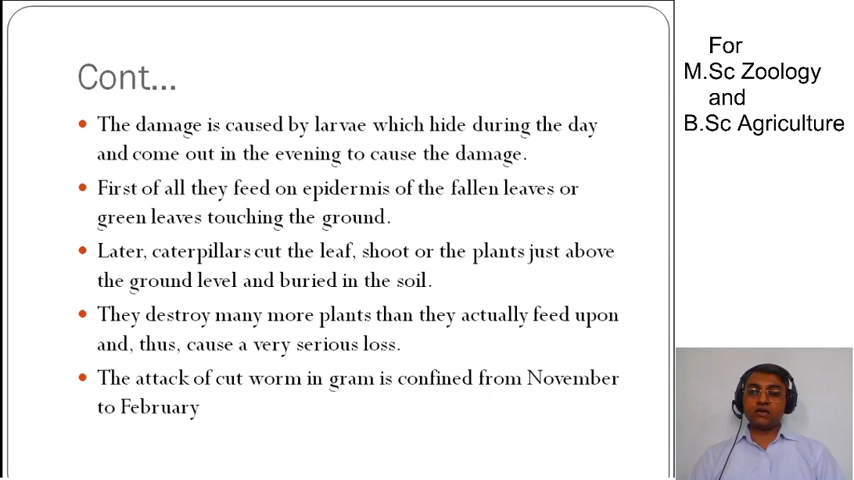 Cont...
The damage is caused by larvae which hide during the day
and come out in the evening to cause the damage.
First of all they feed on epidermis of the fallen leaves or
green leaves touching the ground.
Later, caterpillars cut the leaf, shoot or the plants just above
the ground level and buried in the soil.
They destroy many more plants than they actually feed upon
and, thus, cause a very serious loss.
The attack of cut worm in gram is confined from November
to February
For
M.Sc Zoology
and
B.Sc Agriculture